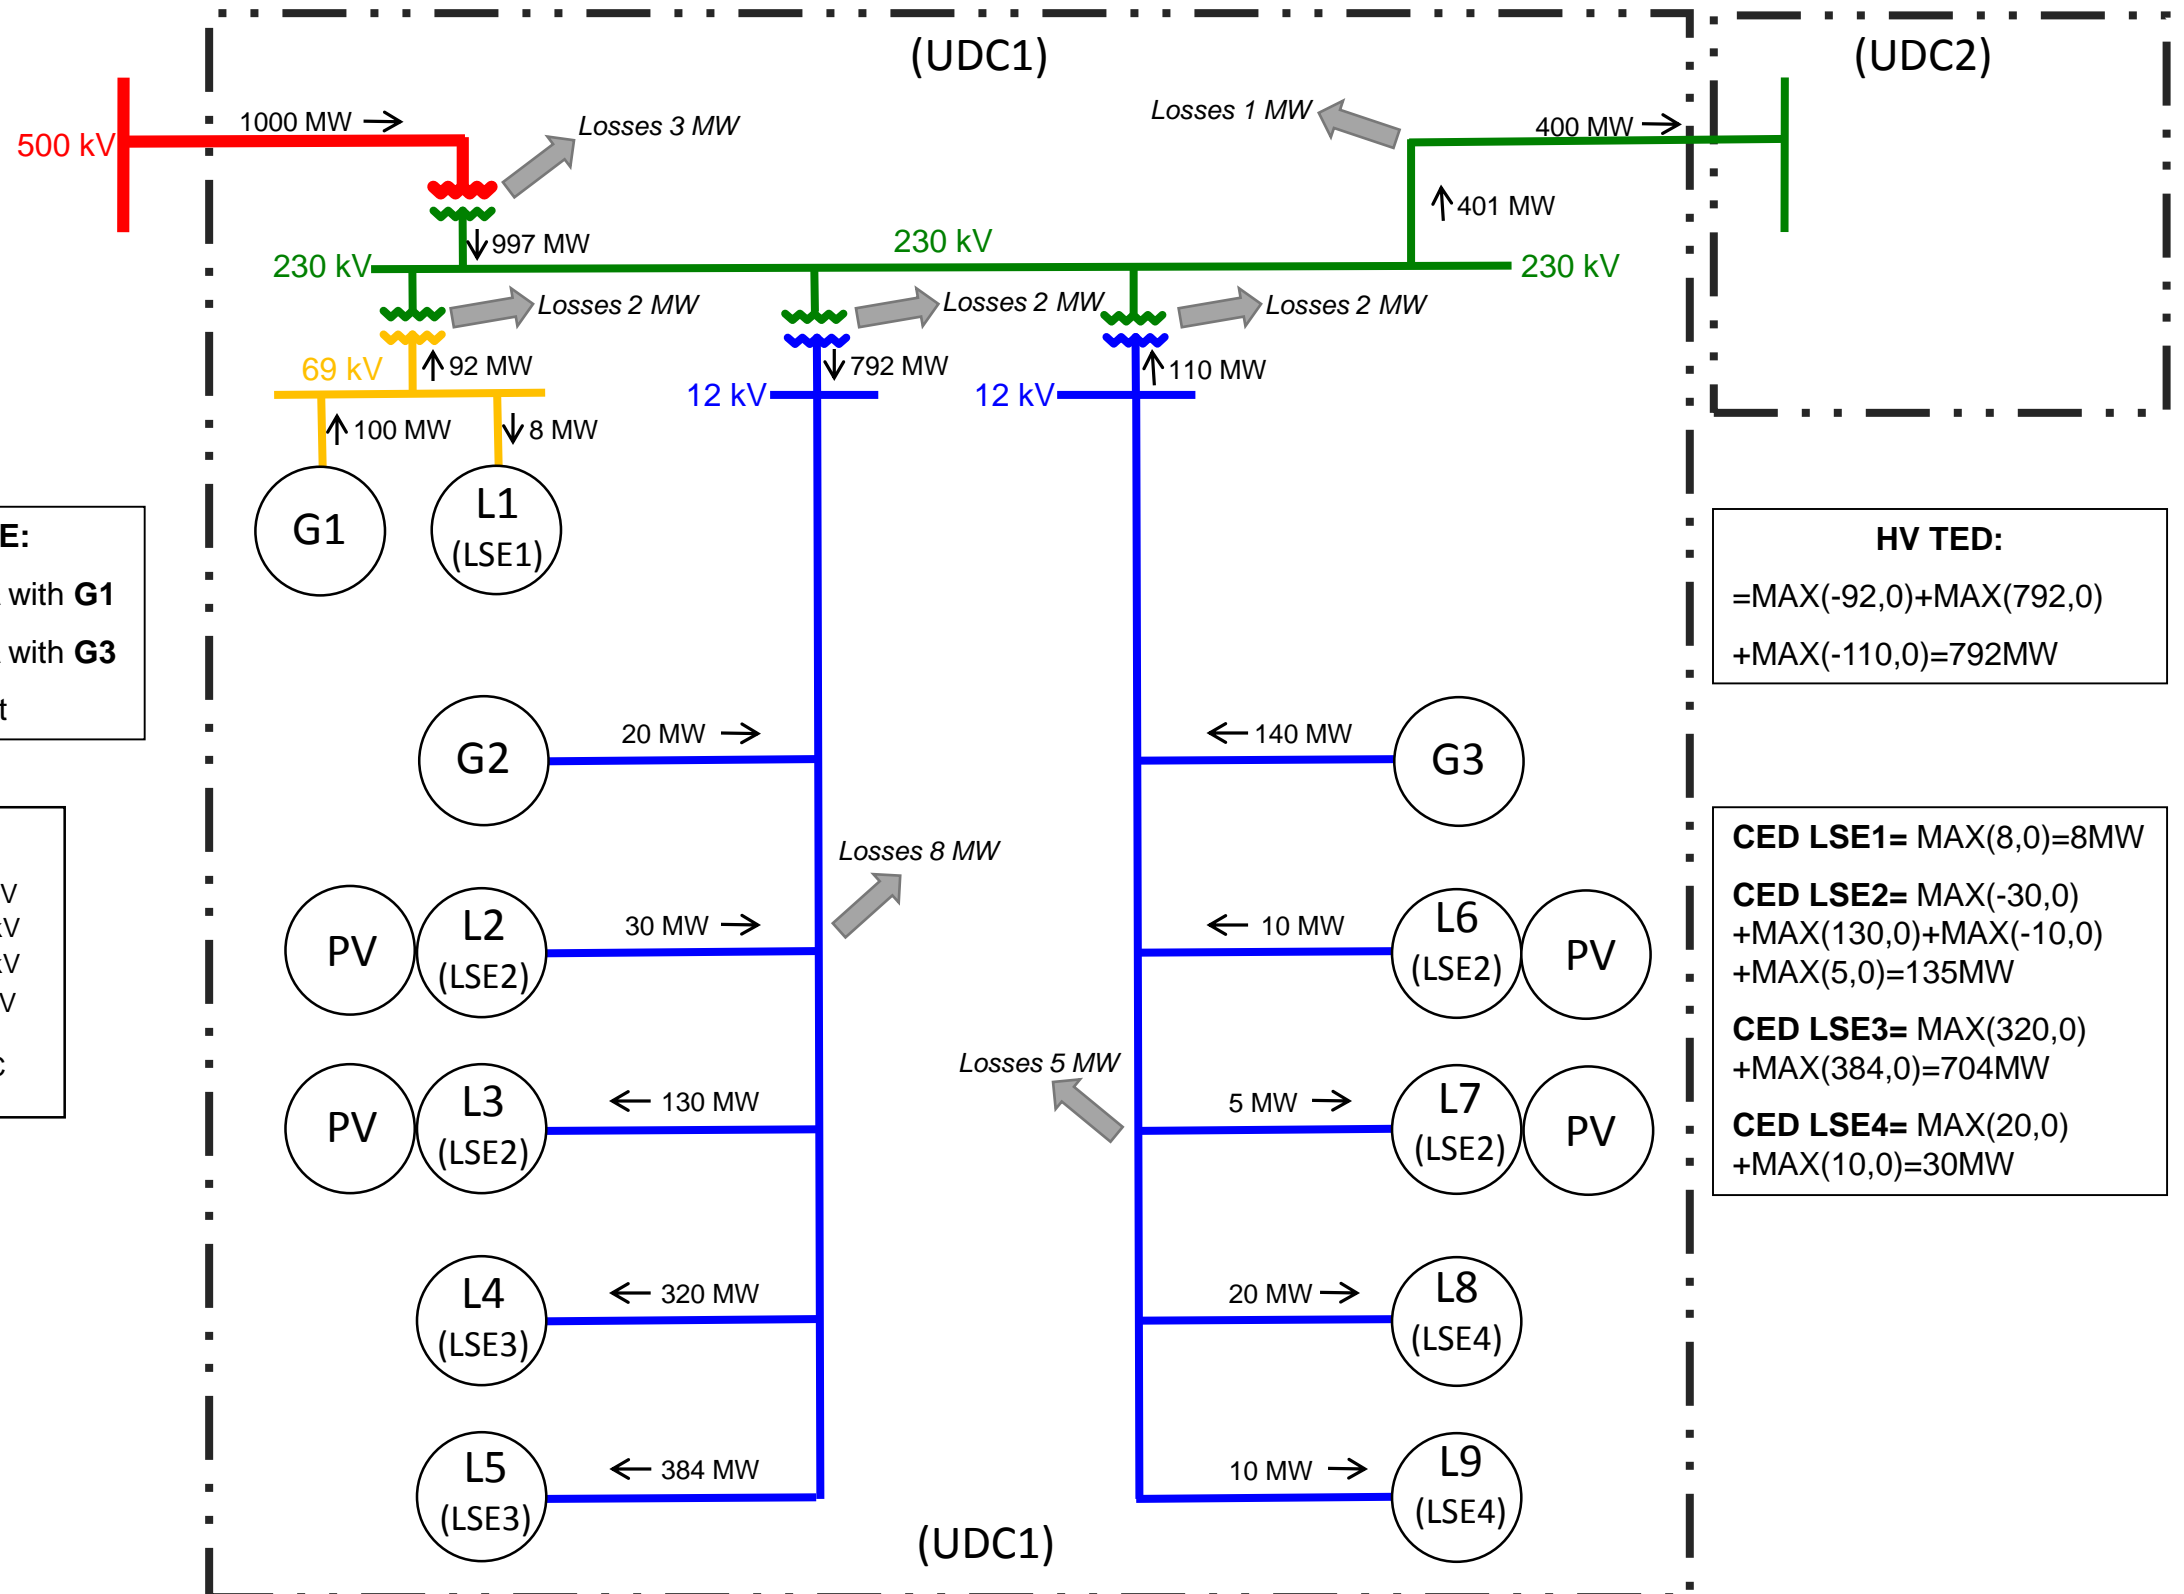 (UDC1)
(UDC2)
500 kV
1000 MW
Losses 3 MW
Losses 1 MW
400 MW
401 MW
997 MW
230 kV
230 kV
230 kV
Losses 2 MW
Losses 2 MW
Losses 2 MW
69 kV
92 MW
792 MW
110 MW
12 kV
12 kV
100 MW
8 MW
G1
L1
(LSE1)
E:
with G1
with G3
t
V
kV
kV
V
C
G2
20 MW
140 MW
G3
Losses 8 MW
PV
L2
(LSE2)
30 MW
10 MW
L6
(LSE2)
PV
Losses 5 MW
PV
L3
(LSE2)
130 MW
5 MW
L7
(LSE2)
PV
L4
(LSE3)
320 MW
20 MW
L8
(LSE4)
L5
(LSE3)
384 MW
10 MW
L9
(LSE4)
(UDC1)
HV TED:
=MAX(-92,0)+MAX(792,0)
+MAX(-110,0)=792MW
CED LSE1= MAX(8,0)=8MW
CED LSE2= MAX(-30,0)
+MAX(130,0)+MAX(-10,0)
+MAX(5,0)=135MW
CED LSE3= MAX(320,0)
+MAX(384,0)=704MW
CED LSE4= MAX(20,0)
+MAX(10,0)=30MW